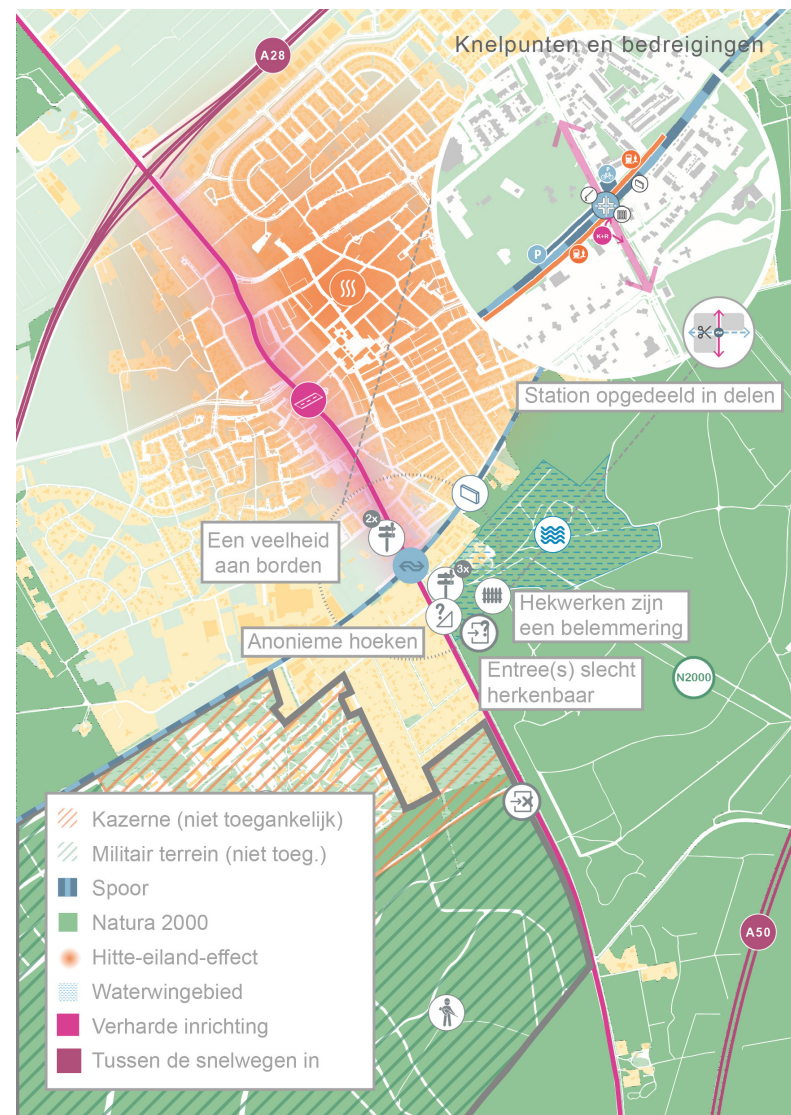 A28
Knelpunten en bedreigingen
P
P
K+R
Station opgedeeld in delen
2x
Een veelheid
aan borden
3x
Anonieme hoeken
Hekwerken zijn
een belemmering
Entree(s) slecht
herkenbaar
N2000
Kazerne (niet toegankelijk)
Militair terrein (niet toeg.)
Spoor
Natura 2000
Hitte-eiland-effect
Waterwingebied
Verharde inrichting
Tussen de snelwegen in
A50